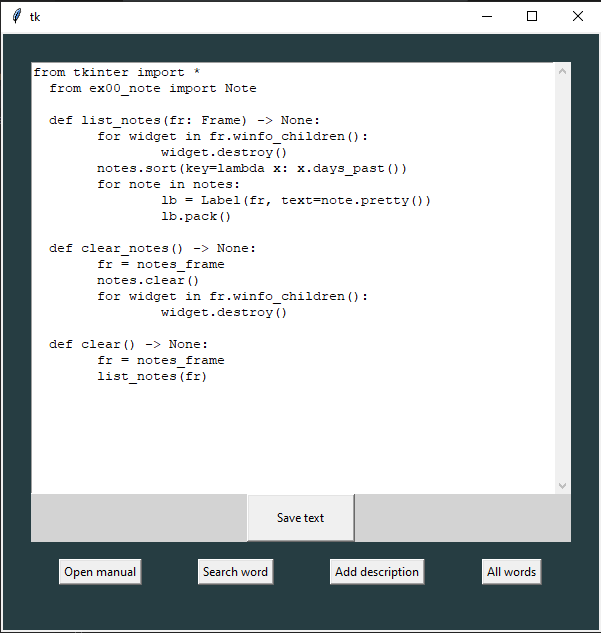 tk
from tkinter import *
  from ex00_note import Note

  def list_notes(fr: Frame) -> None:
        for widget in fr.winfo_children():
                widget.destroy()
        notes.sort(key=lambda x: x.days_past())
        for note in notes:
                lb = Label(fr, text=note.pretty())
                lb.pack()

  def clear_notes() -> None:
        fr = notes_frame
        notes.clear()
        for widget in fr.winfo_children():
                widget.destroy()

  def clear() -> None:
        fr = notes_frame
        list_notes(fr)
Save text
Open manual
Search word
Add description
All words